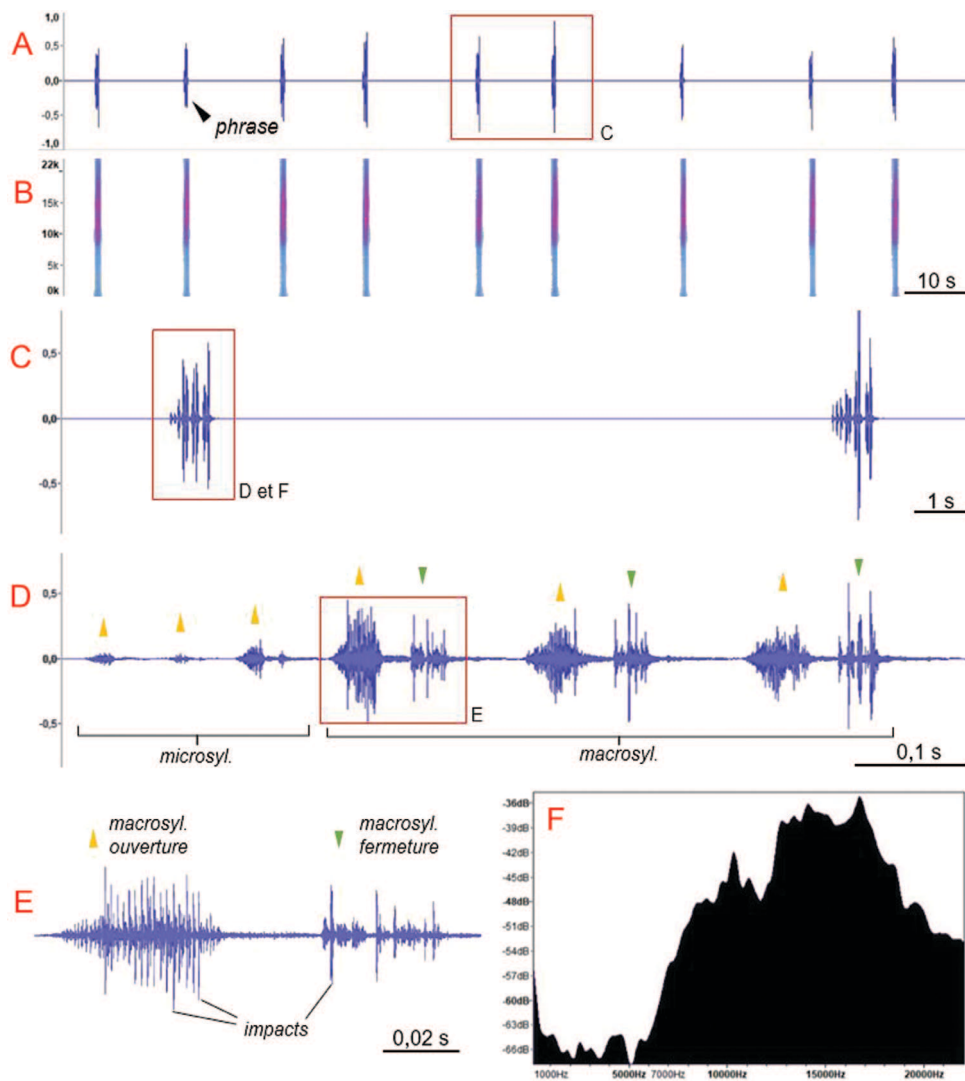 A
1,0
0,5
0,0
-0,5
-1,0
phrase
C
B
22k
15k
10k
5k
0k
10 s
C
0,5
0,0
-0,5
D et F
1 s
D
0,5
0,0
-0,5
E
microsyl.
macrosyl.
0,1 s
E
macrosyl.
ouverture
macrosyl.
fermeture
impacts
0,02 s
F
-36dB
-39dB
-42dB
-45dB
-48dB
-51dB
-54dB
-57dB
-60dB
-63dB
-66dB
1000Hz 5000Hz 7000Hz 10000Hz 15000Hz 20000Hz